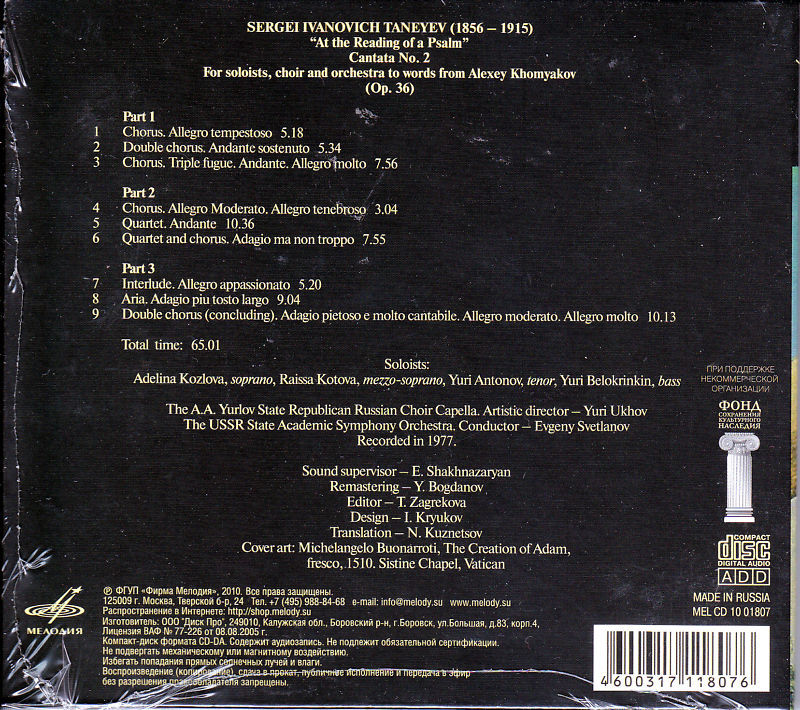 SERGEI IVANOVICH TANEYEV (1856 – 1915)
“At the Reading of a Psalm”
Cantata No. 2
For soloists, choir and orchestra to words from Alexey Khomyakov
(Op. 36)
Part 1
1 Chorus. Allegro tempestoso 5.18
2 Double chorus. Andante sostenuto 5.34
3 Chorus. Triple fugue. Andante. Allegro molto 7.56
Part 2
4 Chorus. Allegro Moderato. Allegro tenebroso 3.04
5 Quartet. Andante 10.36
6 Quartet and chorus. Adagio ma non troppo 7.55
Part 3
7 Interlude. Allegro appassionato 5.20
8 Aria. Adagio piu tosto largo 9.04
9 Double chorus (concluding). Adagio pietoso e molto cantabile. Allegro moderato. Allegro molto 10.13
Total time: 65.01
Soloists:
Adelina Kozlova, soprano, Raissa Kotova, mezzo-soprano, Yuri Antonov, tenor, Yuri Belokrinkin, bass
The A.A. Yurlov State Republican Russian Choir Capella. Artistic director – Yuri Ukhov
The USSR State Academic Symphony Orchestra. Conductor – Evgeny Svetlanov
Recorded in 1977.
Sound supervisor – E. Shakhnazaryan
Remastering – Y. Bogdanov
Editor – T. Zagrekova
Design – I. Kryukov
Translation – N. Kuznetsov
Cover art: Michelangelo Buonárroti, The Creation of Adam,
fresco, 1510. Sistine Chapel, Vatican
ПРИ ПОДДЕРЖКЕ
НЕКОММЕРЧЕСКОЙ
ОРГАНИЗАЦИИ
ФОНД
СОХРАНЕНИЯ
КУЛЬТУРНОГО
НАСЛЕДИЯ
COMPACT
disc
DIGITAL AUDIO
ADD
MADE IN RUSSIA
MEL CD 10 01807
МЕЛОДИЯ
℗ ФГУП «Фирма Мелодия», 2010. Все права защищены.
125009 г. Москва, Тверской б-р, 24 Тел. +7 (495) 988-84-68 e-mail: info@melody.su www.melody.su
Распространение в Интернете: http://shop.melody.su
Изготовитель: ООО "Диск Про", 249010, Калужская обл., Боровский р-н, г.Боровск, ул.Большая, д.83, корп.4,
Лицензия ВАФ № 77-226 от 08.08.2005 г.
Компакт-диск формата CD-DA. Содержит аудиозапись. Не подлежит обязательной сертификации.
Не подвергать механическому или магнитному воздействию.
Избегать попадания прямых солнечных лучей и влаги.
Воспроизведение (копирование), сдача в прокат, публичное исполнение и передача в эфир
без разрешения правообладателя запрещены.
4 600317 118076